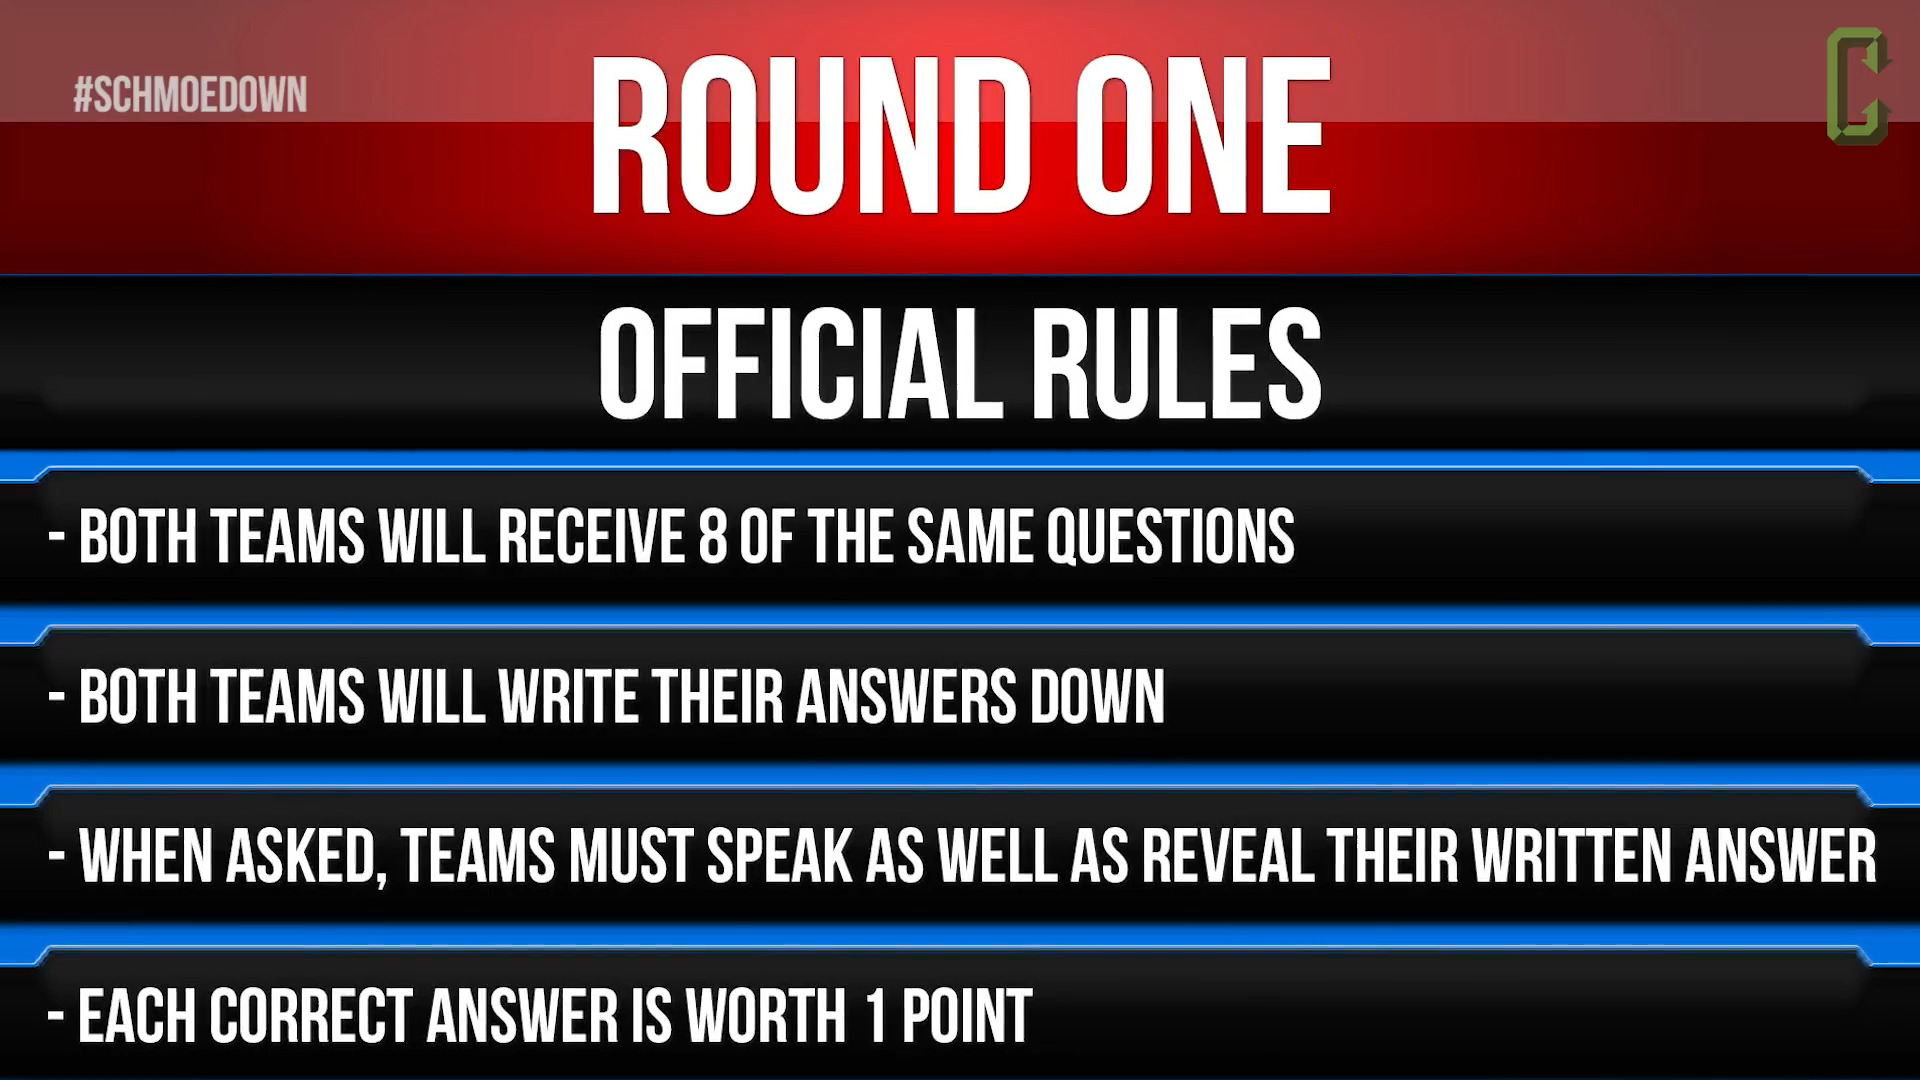 #SCHMOEDOWN
ROUND ONE
OFFICIAL RULES
- BOTH TEAMS WILL RECEIVE 8 OF THE SAME QUESTIONS
- BOTH TEAMS WILL WRITE THEIR ANSWERS DOWN
- WHEN ASKED, TEAMS MUST SPEAK AS WELL AS REVEAL THEIR WRITTEN ANSWER
- EACH CORRECT ANSWER IS WORTH 1 POINT